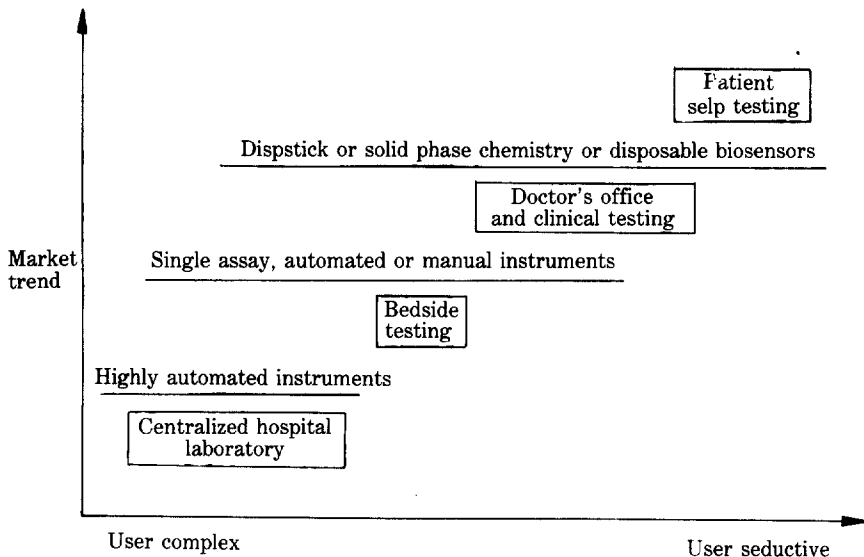 Patient
selp testing
Dispstick or solid phase chemistry or disposable biosensors
Doctor's office
and clinical testing
Market
trend
Single assay, automated or manual instruments
Bedside
testing
Highly automated instruments
Centralized hospital
laboratory
User complex
User seductive